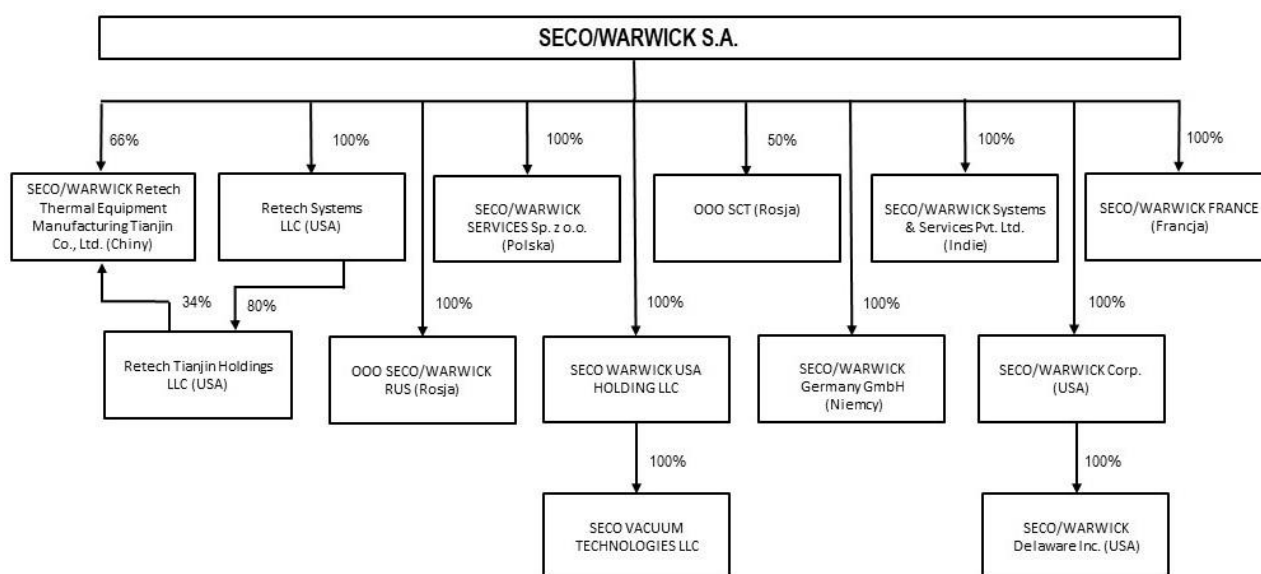 SECO/WARWICK S.A.
66%
100%
100%
50%
100%
100%
SECO/WARWICK Retech
Thermal Equipment
Manufacturing Tianjin
Co., Ltd. (Chiny)
Retech Systems
LLC (USA)
SECO/WARWICK
SERVICES Sp. z o.o.
(Polska)
OOO SCT (Rosja)
SECO/WARWICK Systems
& Services Pvt. Ltd.
(Indie)
SECO/WARWICK FRANCE
(Francja)
34%
80%
100%
100%
100%
100%
Retech Tianjin Holdings
LLC (USA)
OOO SECO/WARWICK
RUS (Rosja)
SECO WARWICK USA
HOLDING LLC
SECO/WARWICK
Germany GmbH
(Niemcy)
SECO/WARWICK Corp.
(USA)
100%
100%
SECO VACUUM
TECHNOLOGIES LLC
SECO/WARWICK
Delaware Inc. (USA)